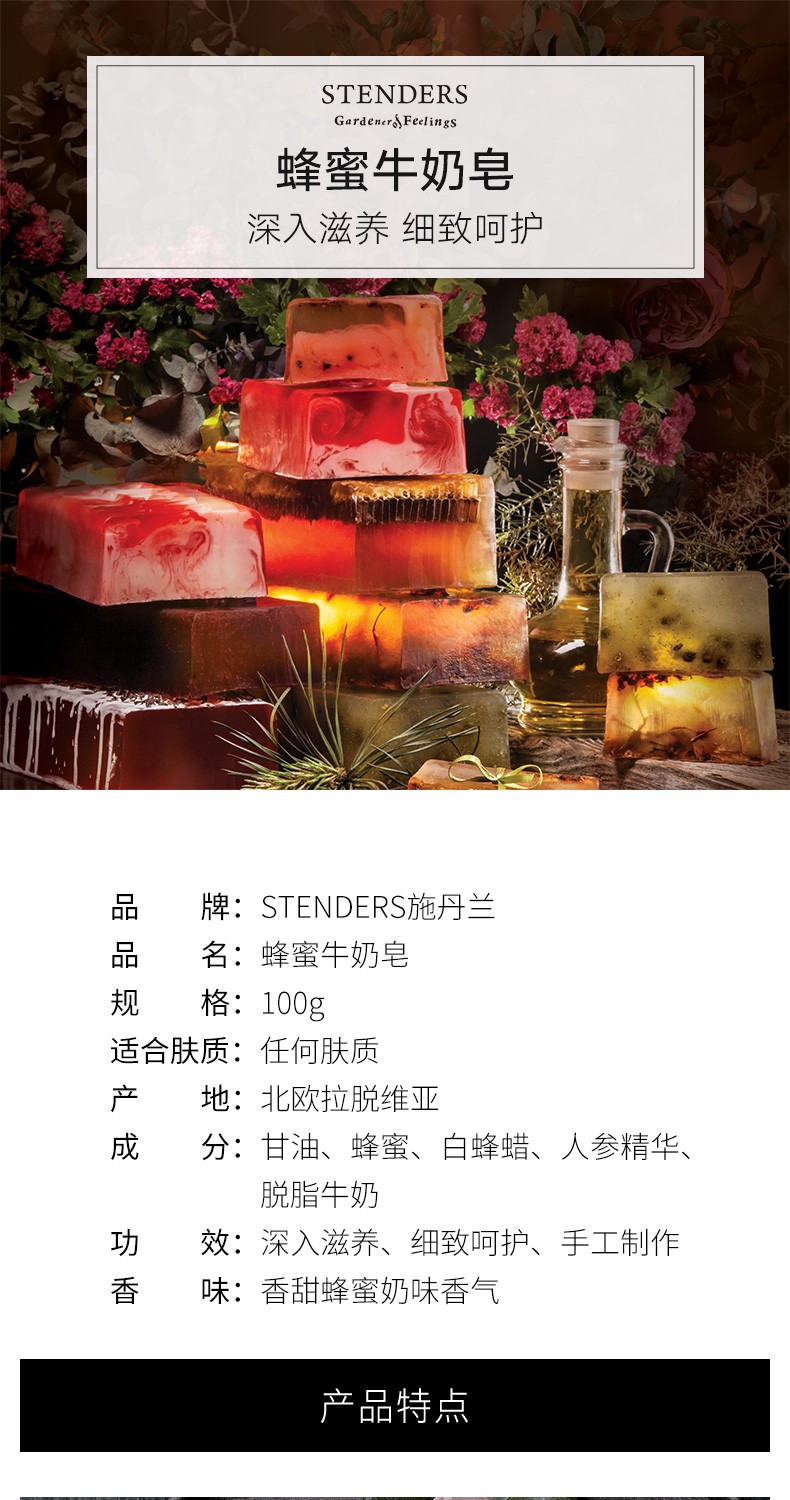 STENDERS
Gardener of Feelings
蜂蜜牛奶皂
深入滋养 细致呵护
品牌：STENDERS施丹兰
品名：蜂蜜牛奶皂
规格：100g
适合肤质：任何肤质
产地：北欧拉脱维亚
成分：甘油、蜂蜜、白蜂蜡、人参精华、
脱脂牛奶
功效：深入滋养、细致呵护、手工制作
香味：香甜蜂蜜奶味香气
产品特点